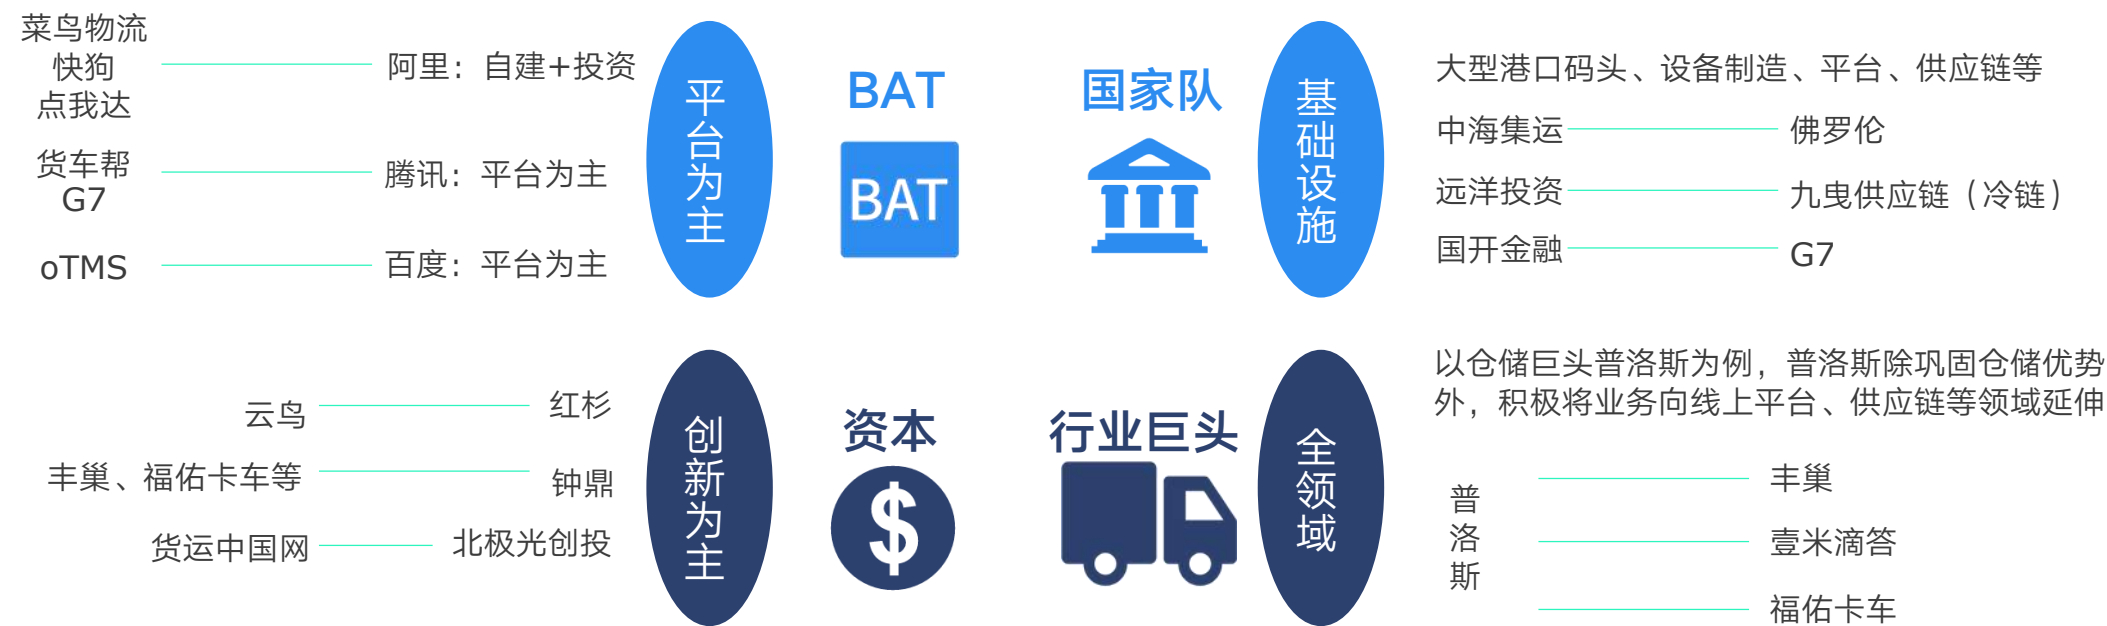 菜鸟物流
快狗
点我达
阿里：自建+投资
货车帮
G7
腾讯：平台为主
oTMS
百度：平台为主
平台为主
BAT
BAT
国家队
基础设施
大型港口码头、设备制造、平台、供应链等
中海集运
佛罗伦
远洋投资
九曳供应链（冷链）
国开金融
G7
云鸟
红杉
丰巢、福佑卡车等
钟鼎
货运中国网
北极光创投
创新为主
资本
$
行业巨头
全领域
以仓储巨头普洛斯为例，普洛斯除巩固仓储优势
外，积极将业务向线上平台、供应链等领域延伸
普洛斯
丰巢
壹米滴答
福佑卡车